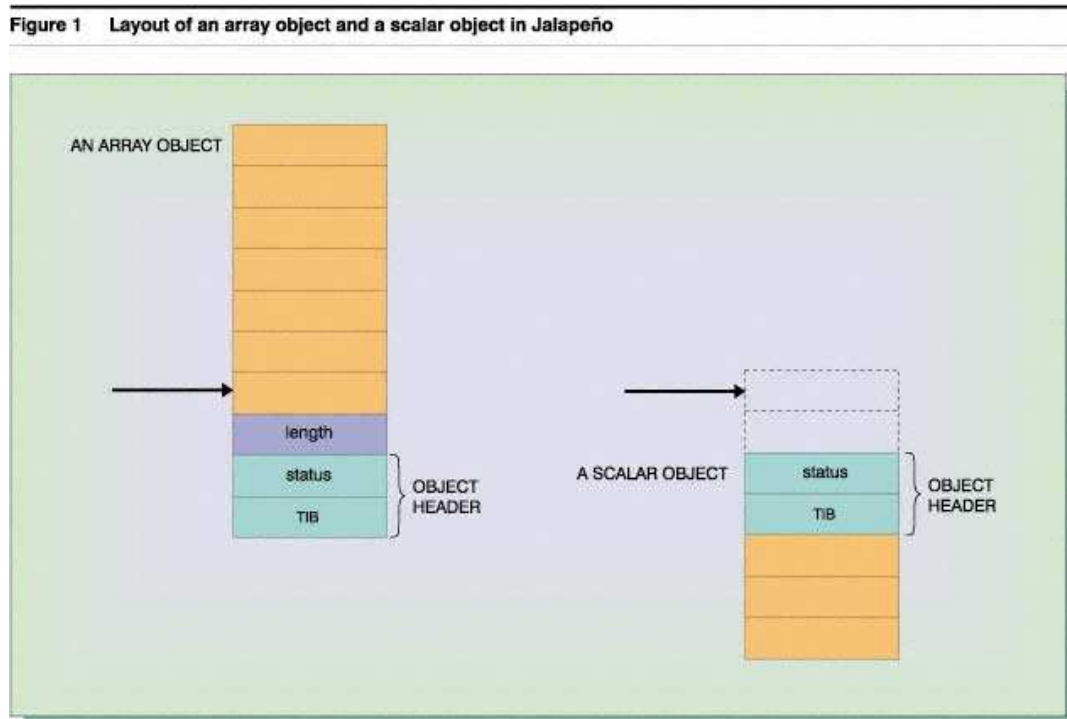 Figure 1 Layout of an array object and a scalar object in Jalapeño
AN ARRAY OBJECT
length
status
TIB
OBJECT
HEADER
A SCALAR OBJECT
status
TIB
OBJECT
HEADER